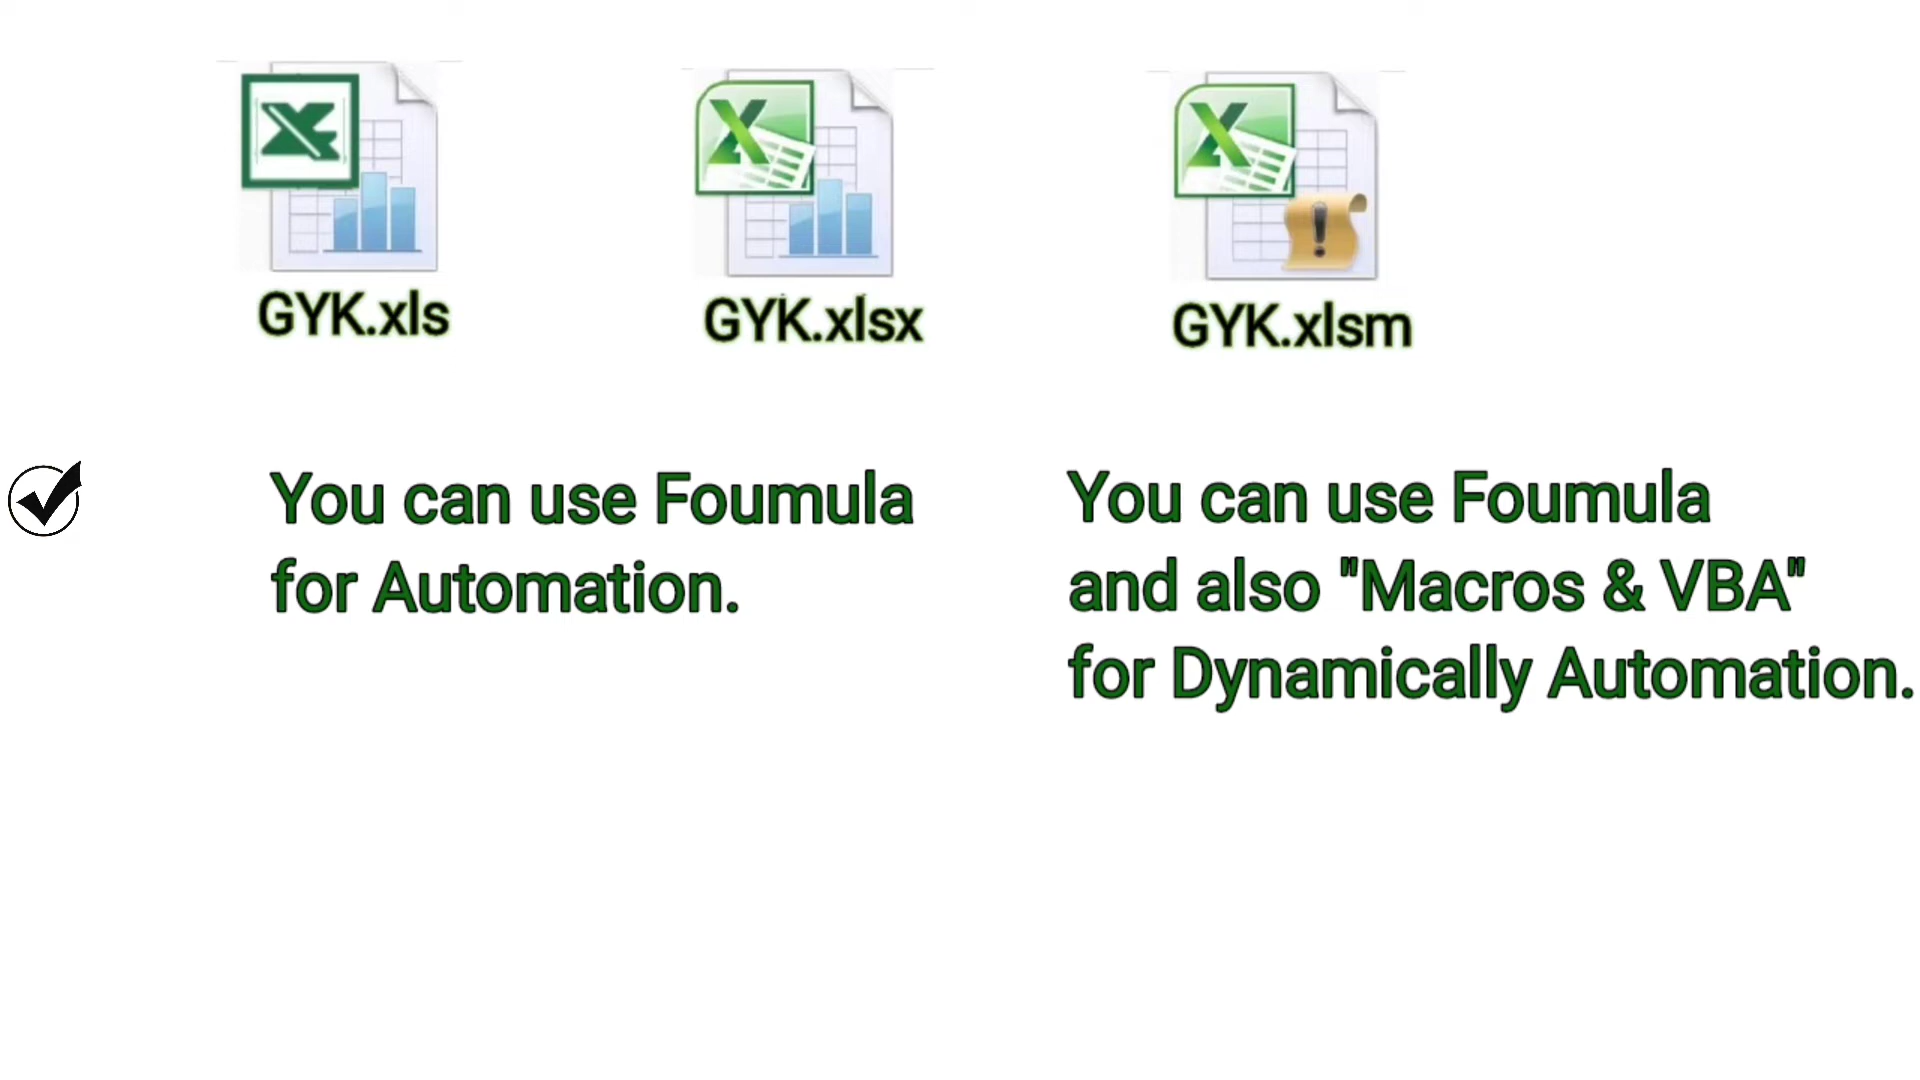 GYK.xls
GYK.xlsx
GYK.xlsm
You can use Foumula
for Automation.
You can use Foumula
and also "Macros & VBA"
for Dynamically Automation.